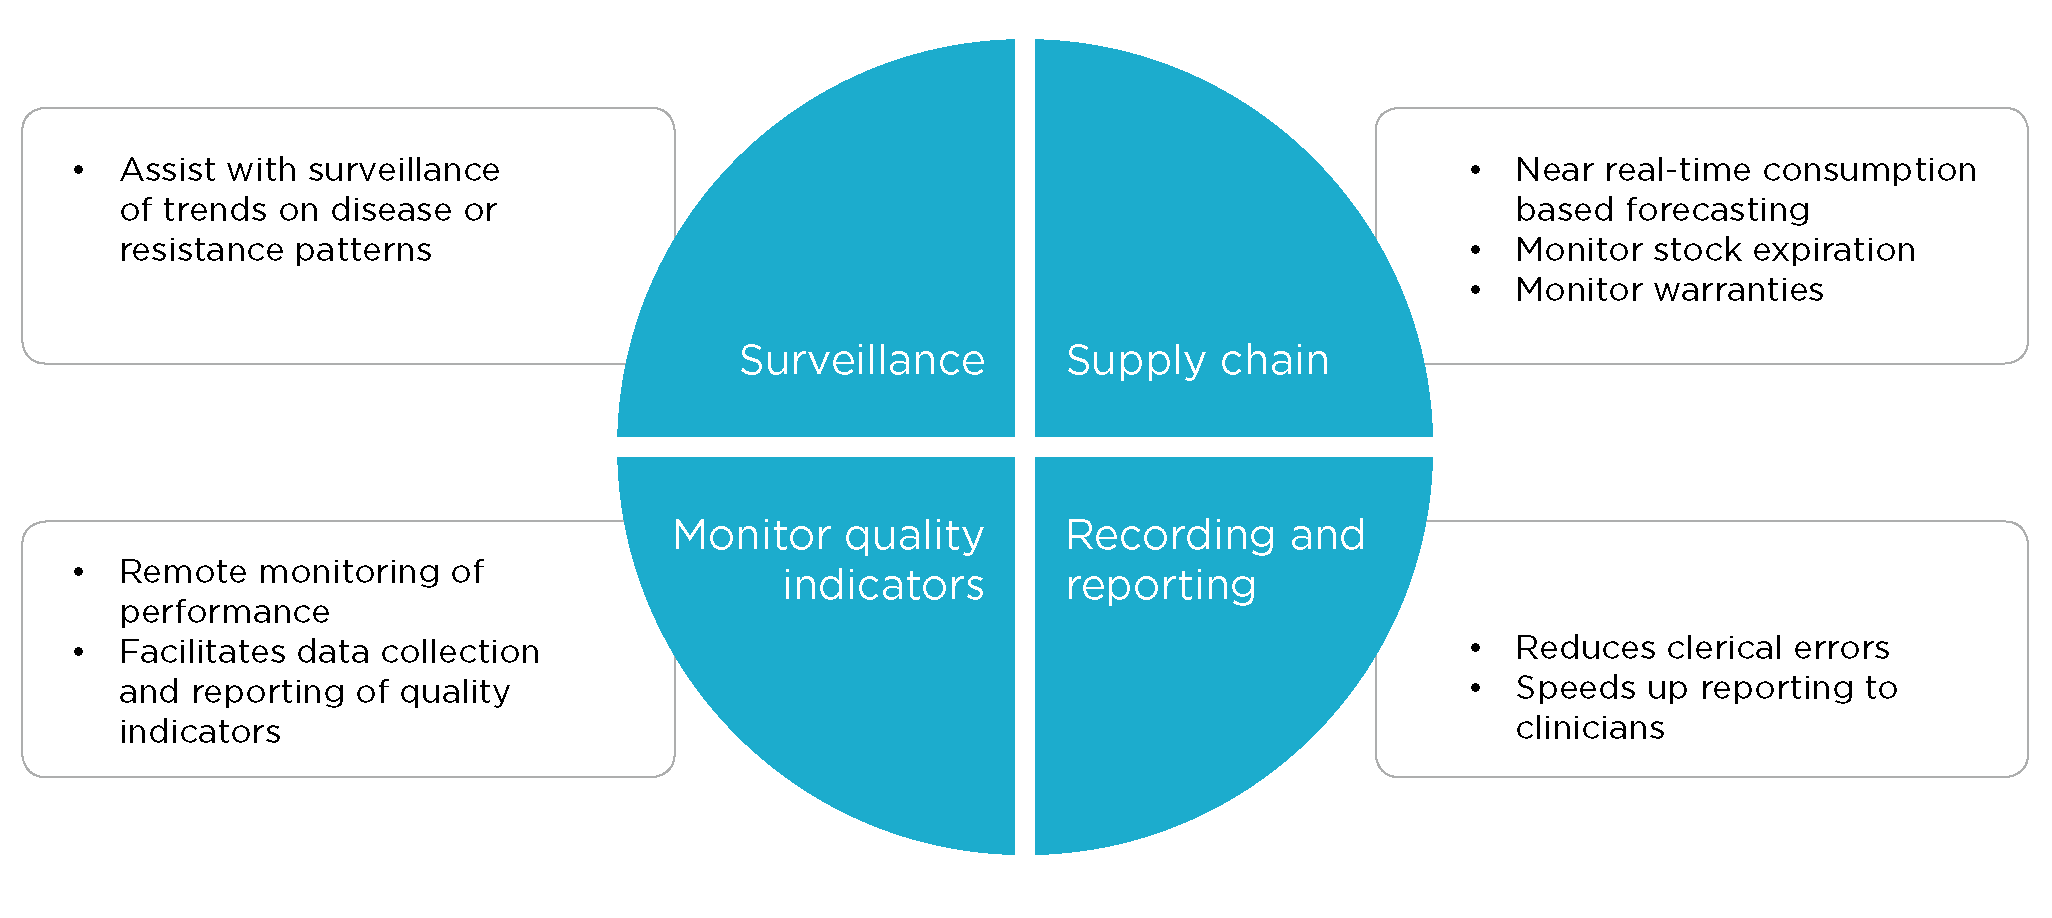 • Assist with surveillance
of trends on disease or
resistance patterns
Surveillance
Supply chain
• Near real-time consumption
based forecasting
• Monitor stock expiration
• Monitor warranties
• Remote monitoring of
performance
• Facilitates data collection
and reporting of quality
indicators
Monitor quality
indicators
Recording and
reporting
• Reduces clerical errors
• Speeds up reporting to
clinicians